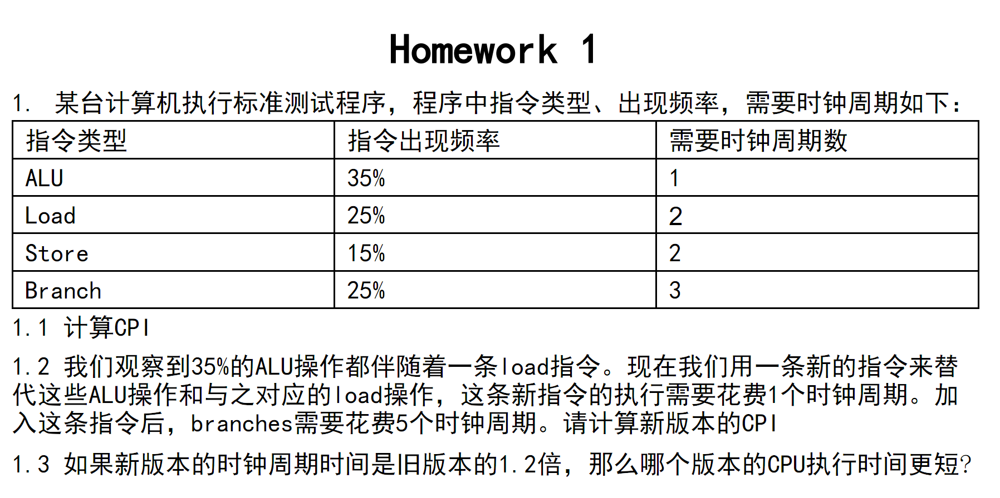 Homework 1
1. 某台计算机执行标准测试程序，程序中指令类型、出现频率，需要时钟周期如下：
指令类型 指令出现频率 需要时钟周期数
ALU 35% 1
Load 25% 2
Store 15% 2
Branch 25% 3
1.1 计算CPI
1.2 我们观察到35%的ALU操作都伴随着一条load指令。现在我们用一条新的指令来替
代这些ALU操作和与之对应的load操作，这条新指令的执行需要花费1个时钟周期。加
入这条指令后，branches需要花费5个时钟周期。请计算新版本的CPI
1.3 如果新版本的时钟周期时间是旧版本的1.2倍，那么哪个版本的CPU执行时间更短?